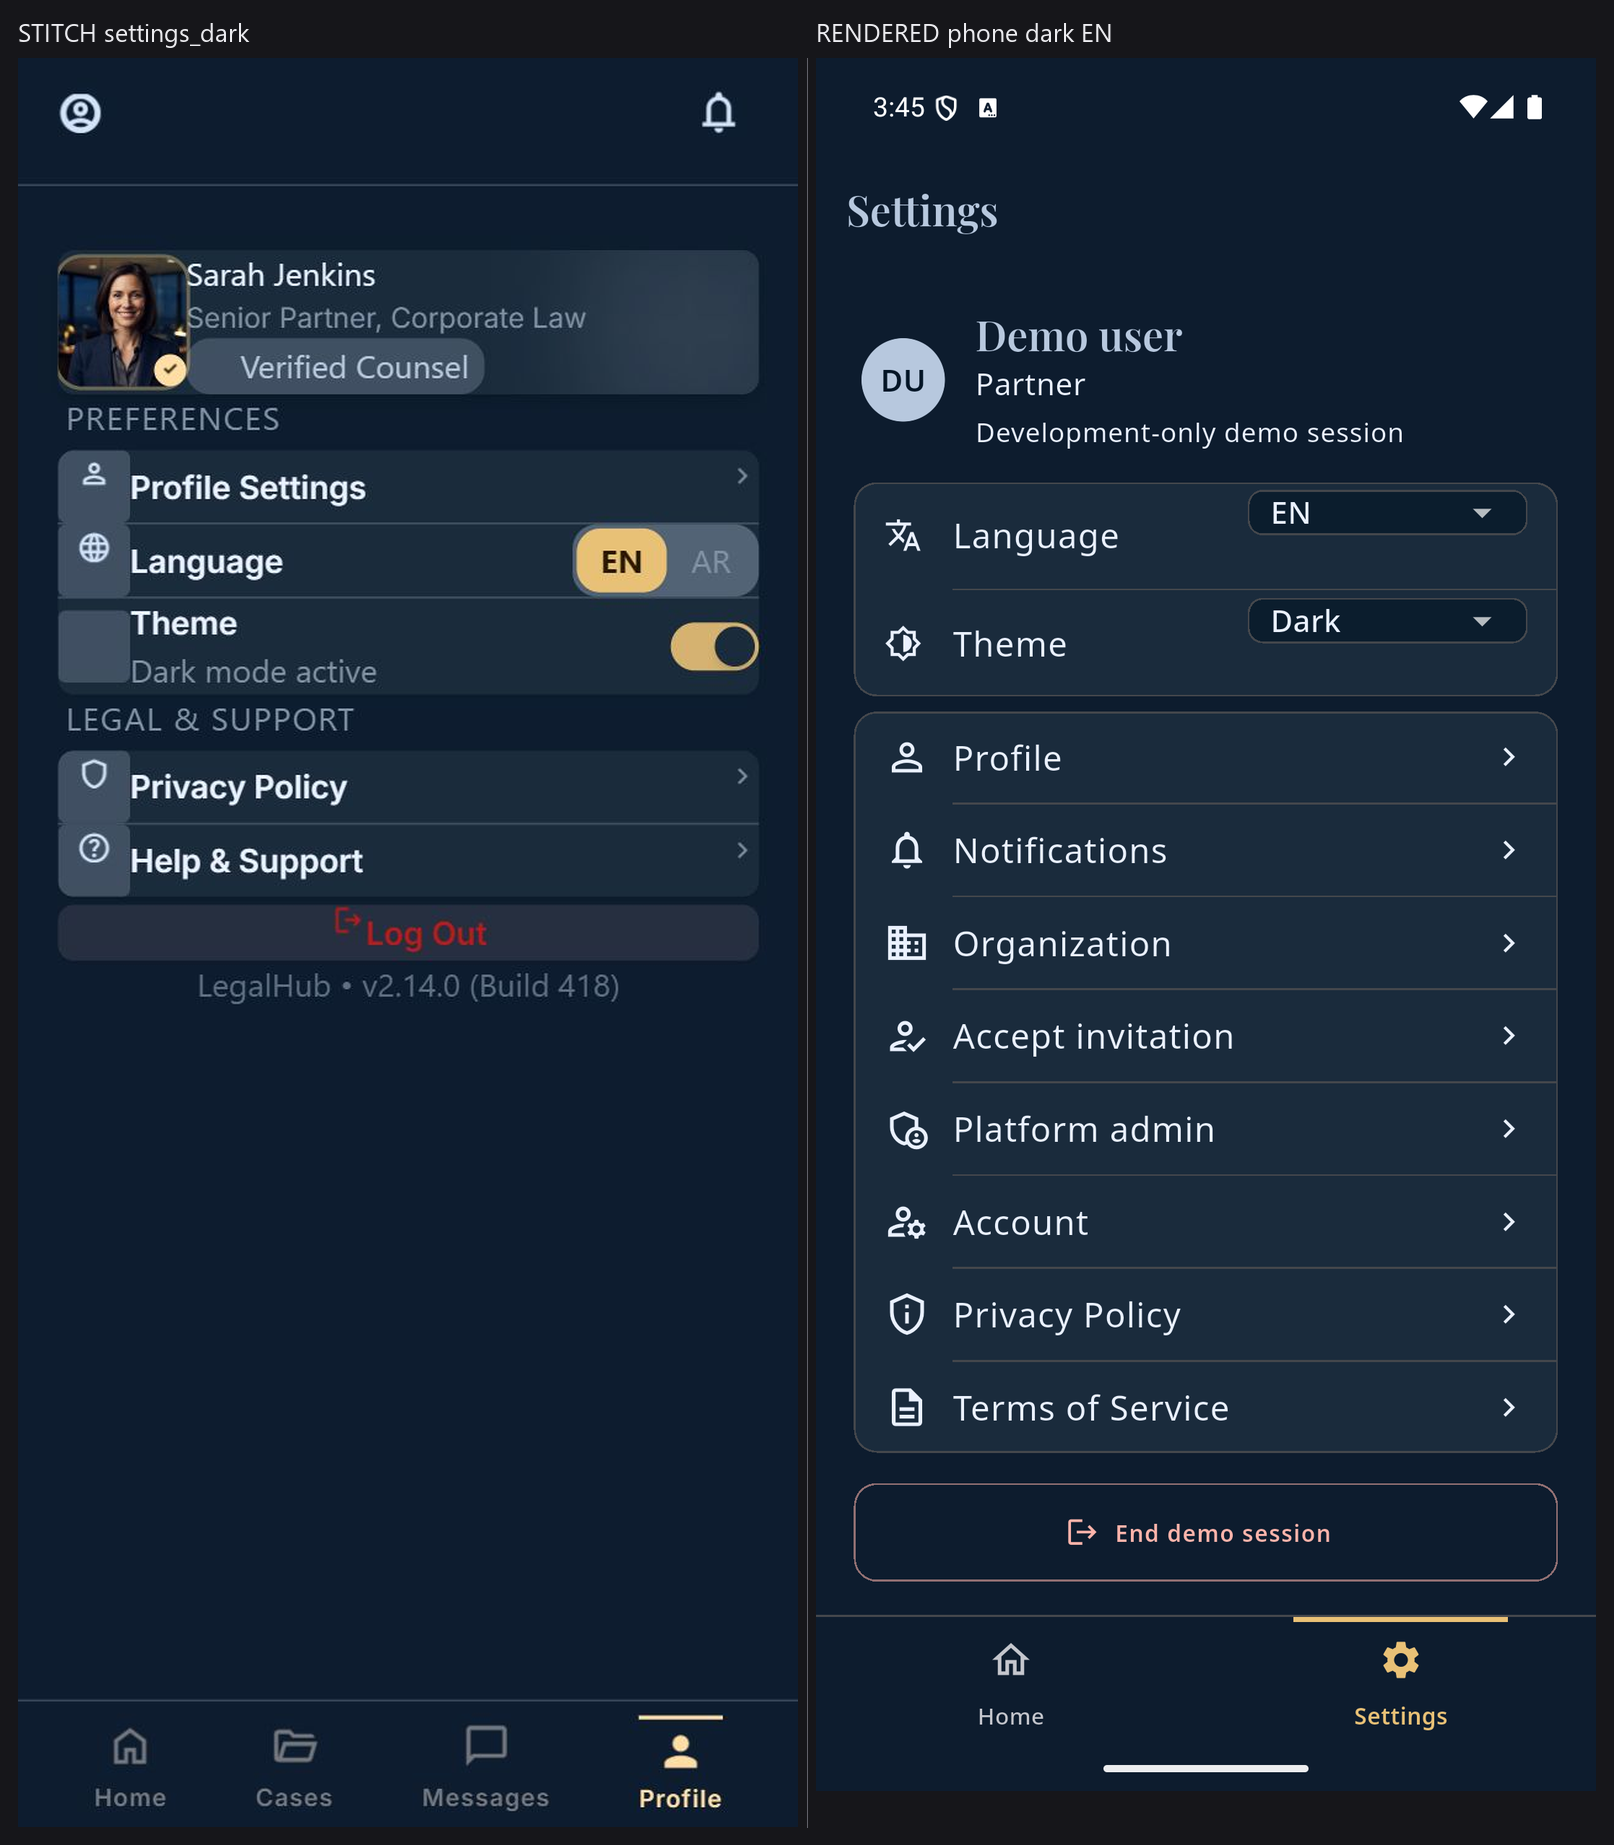 STITCH settings_dark
Sarah Jenkins
Senior Partner, Corporate Law
Verified Counsel
PREFERENCES
Profile Settings
Language
EN AR
Theme
Dark mode active
LEGAL & SUPPORT
Privacy Policy
Help & Support
Log Out
LegalHub • v2.14.0 (Build 418)
Home Cases Messages Profile
RENDERED phone dark EN
3:45 A
Settings
DU
Demo user
Partner
Development-only demo session
Language EN
Theme Dark
Profile
Notifications
Organization
Accept invitation
Platform admin
Account
Privacy Policy
Terms of Service
End demo session
Home Settings